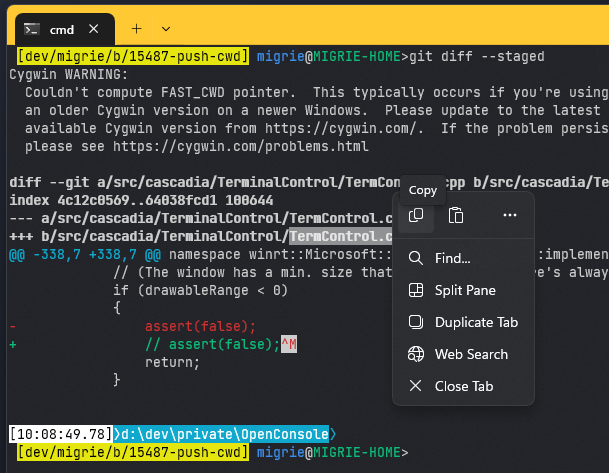 cmd
[dev/migrie/b/15487-push-cwd] migrie@MIGRIE-HOME>git diff --staged
Cygwin WARNING:
Couldn't compute FAST_CWD pointer. This typically occurs if you're using
an older Cygwin version on a newer Windows. Please update to the latest
available Cygwin version from https://cygwin.com/. If the problem persis
please see https://cygwin.com/problems.html
diff --git a/src/cascadia/TerminalControl/TermCon cpp b/src/cascadia/Te
index 4c12c0569..64038fcd1 100644
--- a/src/cascadia/TerminalControl/TermControl.c
+++ b/src/cascadia/TerminalControl/TermControl.c
@@ -338,7 +338,7 @@ namespace winrt::Microsoft:: :implemen
// (The window has a min. size that re's alway
if (drawableRange < 0)
{
- assert(false);
+ // assert(false);^M
return;
}
[10:08:49.78]〉d:\dev\private\OpenConsole〉
[dev/migrie/b/15487-push-cwd] migrie@MIGRIE-HOME>
Copy
Find...
Split Pane
Duplicate Tab
Web Search
Close Tab